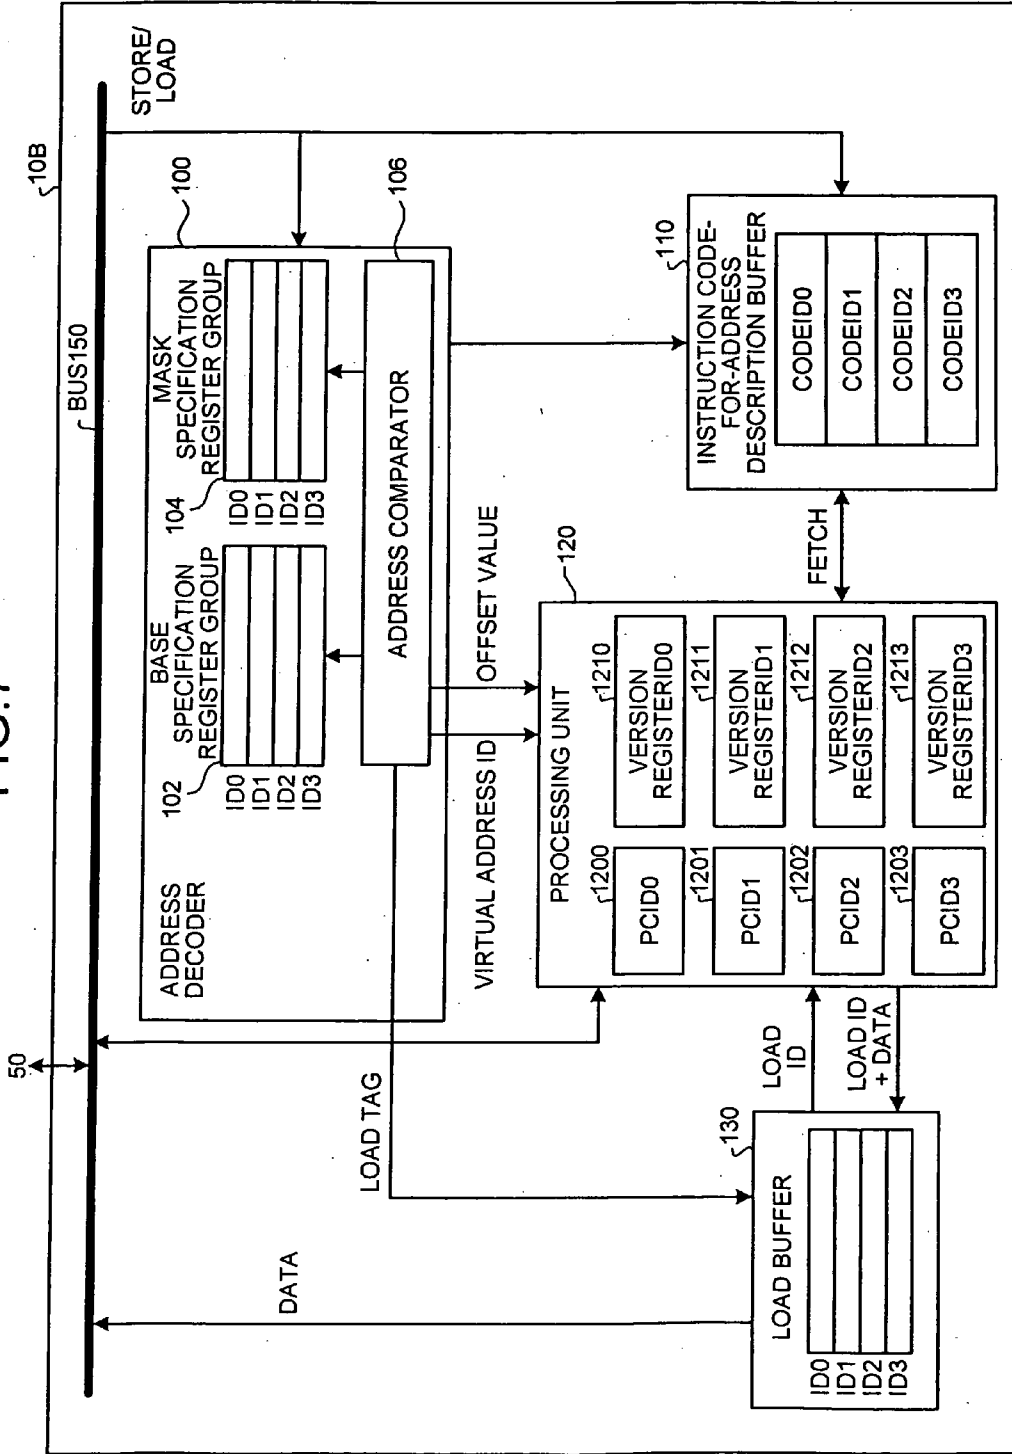 FIG.7
10B
50
BUS150
STORE/
LOAD
100
ADDRESS
DECODER
BASE
SPECIFICATION
REGISTER GROUP
102
ID0
ID1
ID2
ID3
MASK
SPECIFICATION
REGISTER GROUP
104
ID0
ID1
ID2
ID3
ADDRESS COMPARATOR
106
DATA
LOAD TAG
VIRTUAL ADDRESS ID
OFFSET VALUE
LOAD BUFFER
130
ID0
ID1
ID2
ID3
LOAD
ID
LOAD ID
+ DATA
PROCESSING UNIT
120
1200
PCID0
1201
PCID1
1202
PCID2
1203
PCID3
1210
VERSION
REGISTERID0
1211
VERSION
REGISTERID1
1212
VERSION
REGISTERID2
1213
VERSION
REGISTERID3
FETCH
110
INSTRUCTION CODE-
FOR-ADDRESS
DESCRIPTION BUFFER
CODEID0
CODEID1
CODEID2
CODEID3